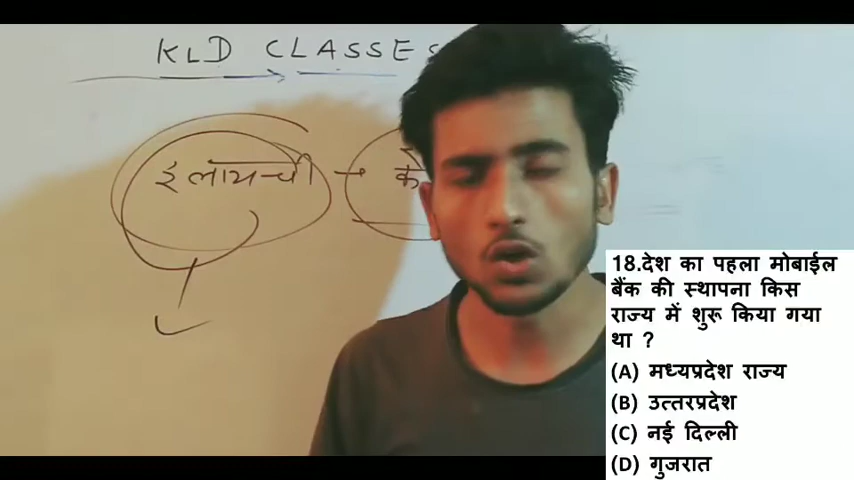 KLD CLASSES
इलायची → के
18.देश का पहला मोबाईल
बैंक की स्थापना किस
राज्य में शुरू किया गया
था ?
(A) मध्यप्रदेश राज्य
(B) उत्तरप्रदेश
(C) नई दिल्ली
(D) गुजरात